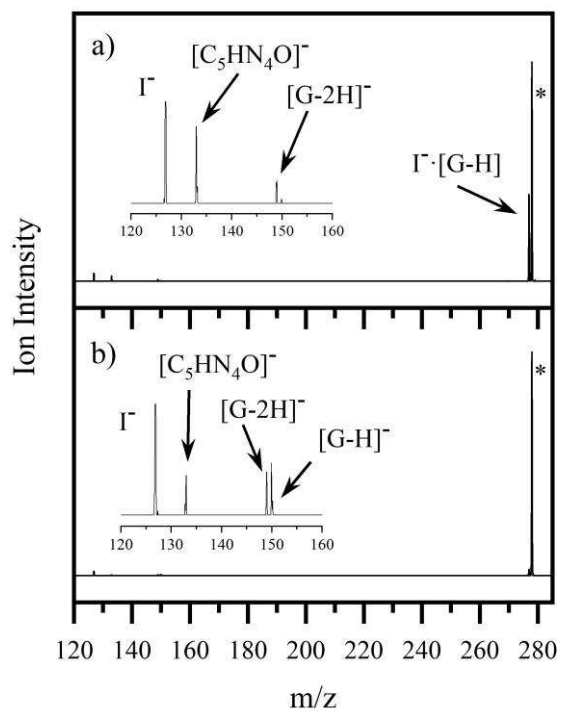 a)
[C₅HN₄O]⁻
I⁻
[G-2H]⁻
*
I⁻·[G-H]
120 130 140 150 160
b)
[C₅HN₄O]⁻
I⁻
[G-2H]⁻
[G-H]⁻
*
120 130 140 150 160
Ion Intensity
120 140 160 180 200 220 240 260 280
m/z